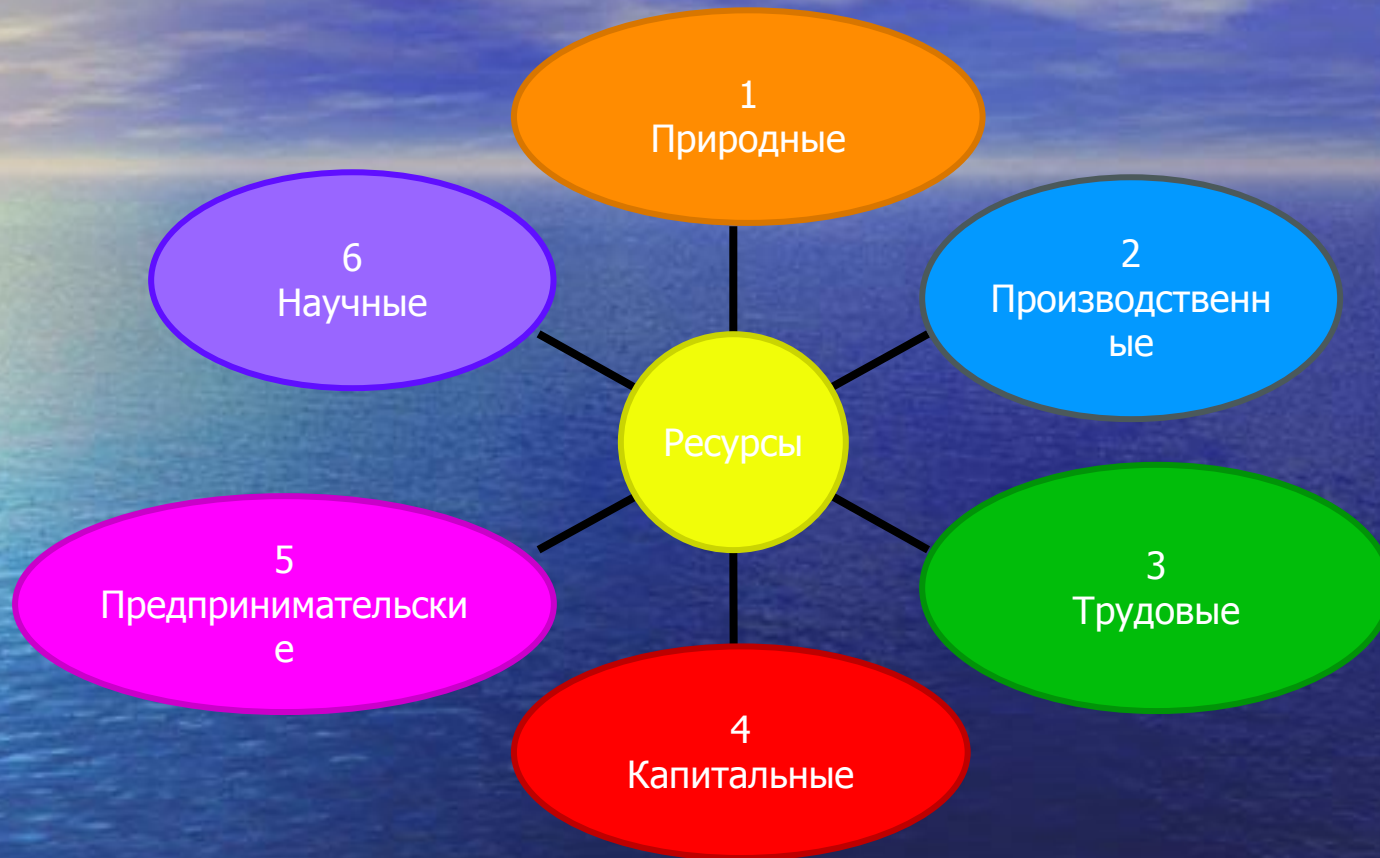 1
Природные
2
Производственн
ые
3
Трудовые
4
Капитальные
5
Предпринимательски
е
6
Научные
Ресурсы